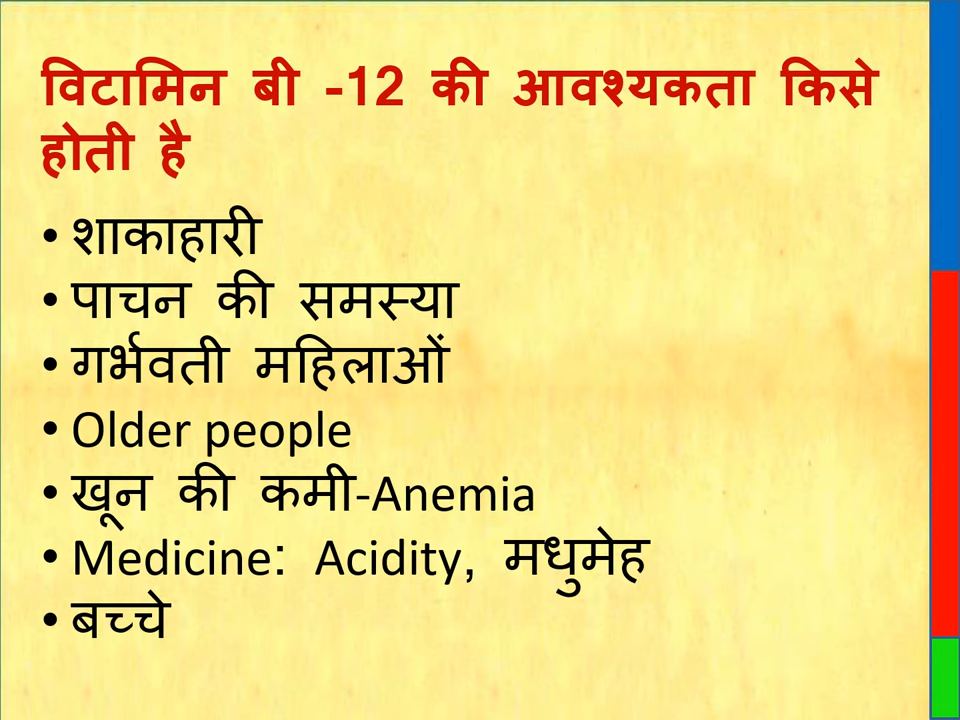 विटामिन बी -12 की आवश्यकता किसे
होती है
• शाकाहारी
• पाचन की समस्या
• गर्भवती महिलाओं
• Older people
• खून की कमी-Anemia
• Medicine: Acidity, मधुमेह
• बच्चे